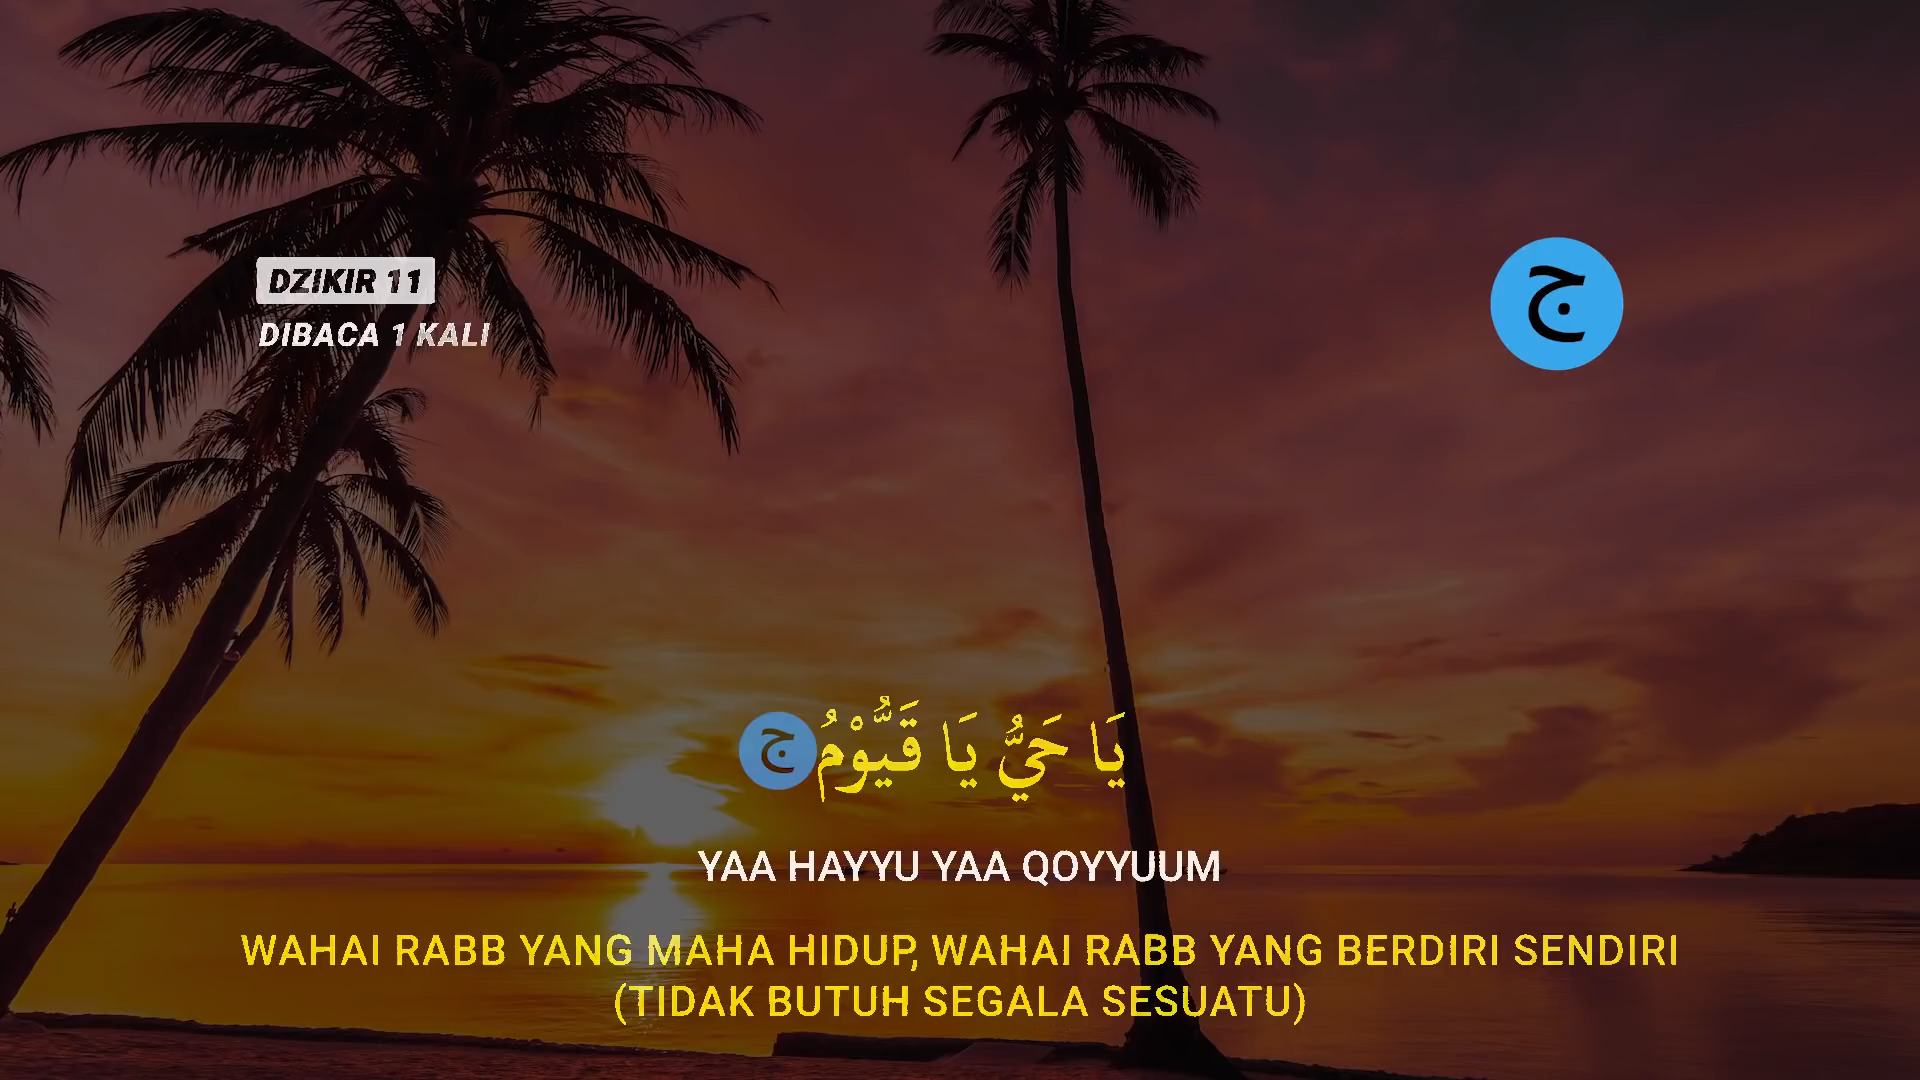 DZIKIR 11
DIBACA 1 KALI
ج
يَا حَيُّ يَا قَيُّوْمُ ج
YAA HAYYU YAA QOYYUUM
WAHAI RABB YANG MAHA HIDUP, WAHAI RABB YANG BERDIRI SENDIRI
(TIDAK BUTUH SEGALA SESUATU)